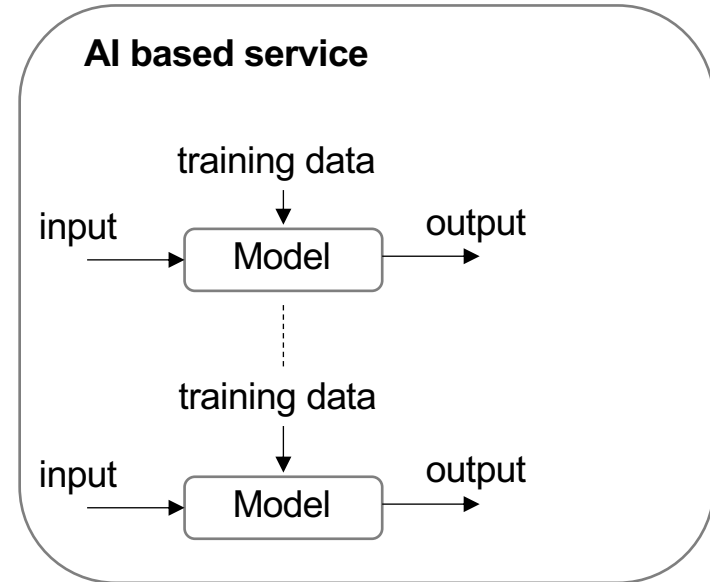 AI based service
training data
input
output
Model
training data
input
output
Model